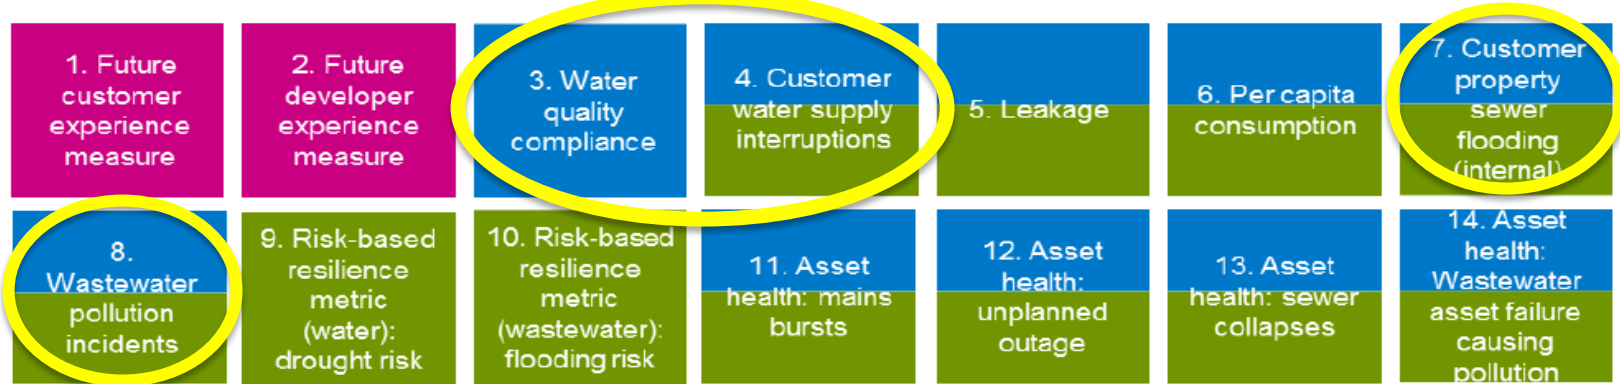 1. Future
customer
experience
measure
2. Future
developer
experience
measure
3. Water
quality
compliance
4. Customer
water supply
interruptions
5. Leakage
6. Per capita
consumption
7. Customer
property
sewer
flooding
(internal)
8.
Wastewater
pollution
incidents
9. Risk-based
resilience
metric
(water):
drought risk
10. Risk-based
resilience
metric
(wastewater):
flooding risk
11. Asset
health: mains
bursts
12. Asset
health:
unplanned
outage
13. Asset
health: sewer
collapses
14. Asset
health:
Wastewater
asset failure
causing
pollution